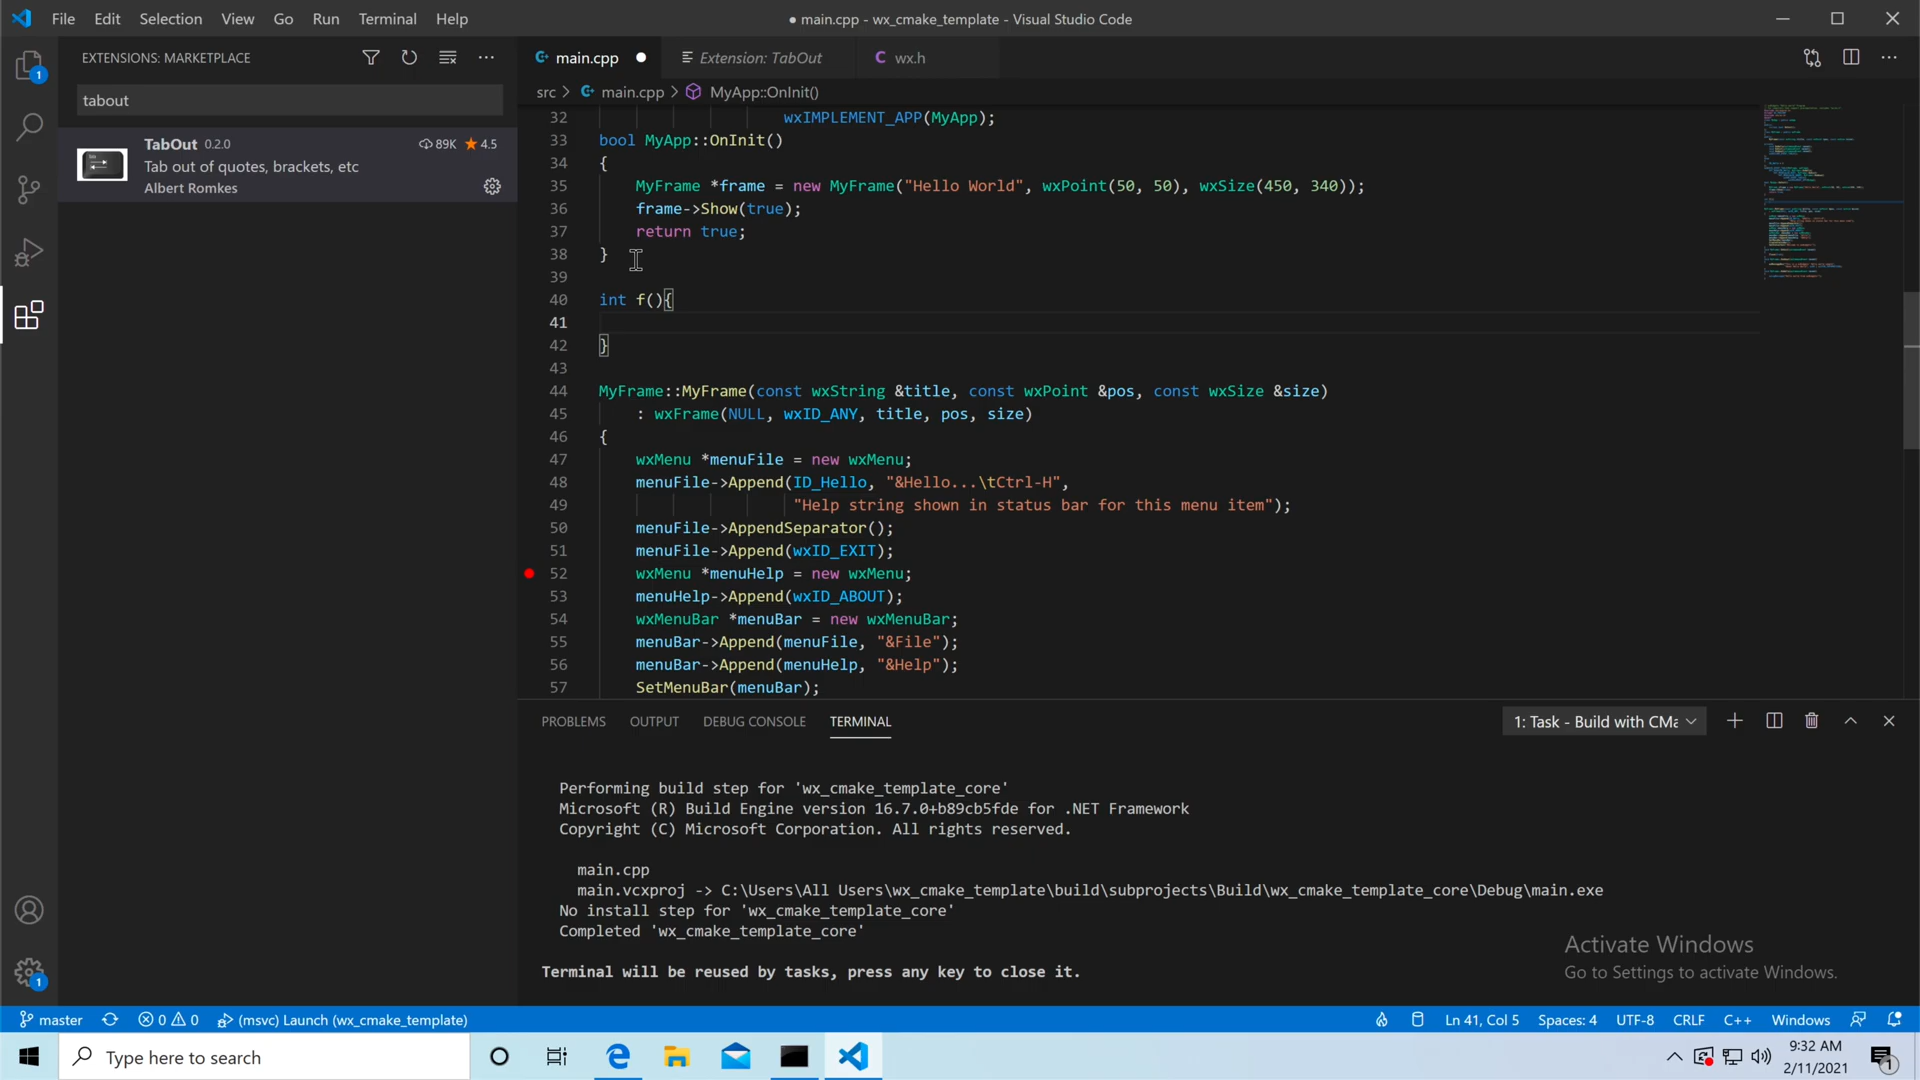 File Edit Selection View Go Run Terminal Help
● main.cpp - wx_cmake_template - Visual Studio Code
EXTENSIONS: MARKETPLACE
tabout
TabOut 0.2.0 89K ★ 4.5
Tab out of quotes, brackets, etc
Albert Romkes
main.cpp ● Extension: TabOut wx.h
src > main.cpp > MyApp::OnInit()
32 wxIMPLEMENT_APP(MyApp);
33 bool MyApp::OnInit()
34 {
35 MyFrame *frame = new MyFrame("Hello World", wxPoint(50, 50), wxSize(450, 340));
36 frame->Show(true);
37 return true;
38 }
39
40 int f(){
41
42 }
43
44 MyFrame::MyFrame(const wxString &title, const wxPoint &pos, const wxSize &size)
45 : wxFrame(NULL, wxID_ANY, title, pos, size)
46 {
47 wxMenu *menuFile = new wxMenu;
48 menuFile->Append(ID_Hello, "&Hello...\tCtrl-H",
49 "Help string shown in status bar for this menu item");
50 menuFile->AppendSeparator();
51 menuFile->Append(wxID_EXIT);
52 wxMenu *menuHelp = new wxMenu;
53 menuHelp->Append(wxID_ABOUT);
54 wxMenuBar *menuBar = new wxMenuBar;
55 menuBar->Append(menuFile, "&File");
56 menuBar->Append(menuHelp, "&Help");
57 SetMenuBar(menuBar);
PROBLEMS OUTPUT DEBUG CONSOLE TERMINAL 1: Task - Build with CMa
Performing build step for 'wx_cmake_template_core'
Microsoft (R) Build Engine version 16.7.0+b89cb5fde for .NET Framework
Copyright (C) Microsoft Corporation. All rights reserved.
main.cpp
main.vcxproj -> C:\Users\All Users\wx_cmake_template\build\subprojects\Build\wx_cmake_template_core\Debug\main.exe
No install step for 'wx_cmake_template_core'
Completed 'wx_cmake_template_core'
Terminal will be reused by tasks, press any key to close it.
Activate Windows
Go to Settings to activate Windows.
1
1
master 0 0 (msvc) Launch (wx_cmake_template) Ln 41, Col 5 Spaces: 4 UTF-8 CRLF C++ Windows
Type here to search
9:32 AM
2/11/2021
1